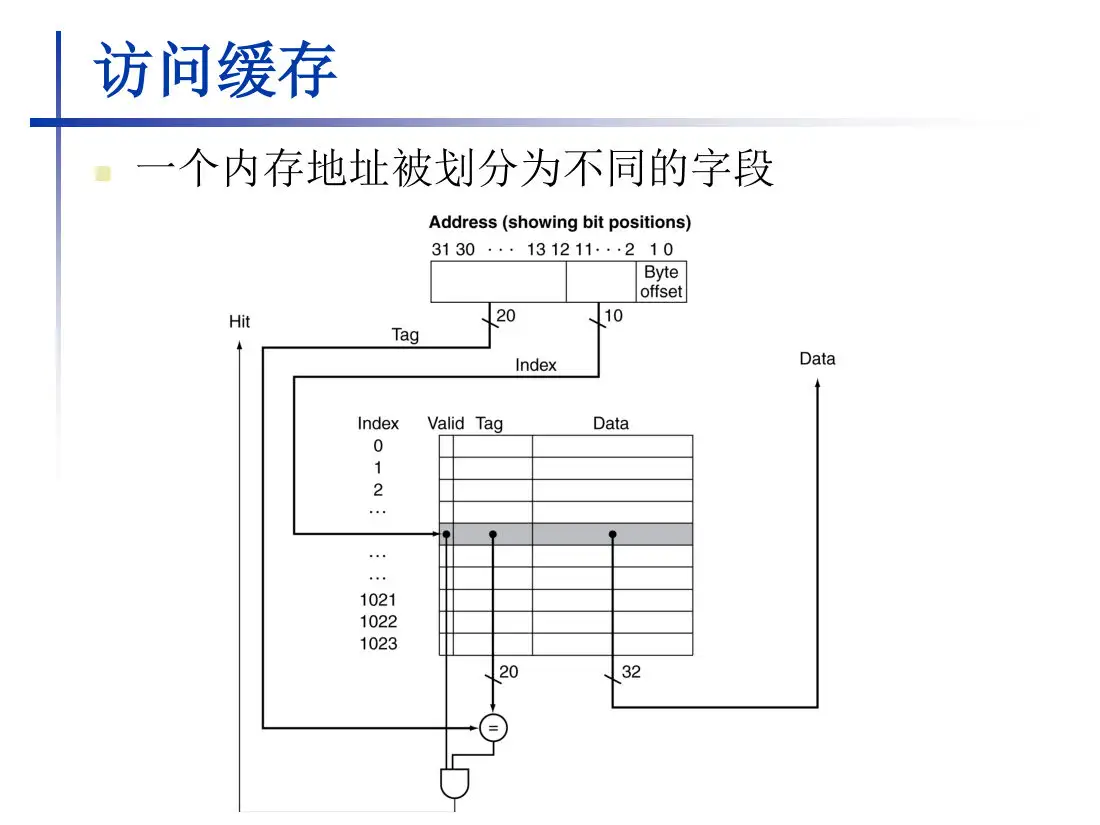 访问缓存
一个内存地址被划分为不同的字段
Address (showing bit positions)
31 30 · · · 13 12 11 · · · 2 1 0
Byte
offset
20 10
Hit
Tag
Index
Data
Index Valid Tag Data
0
1
2
...
...
...
1021
1022
1023
20 32
=